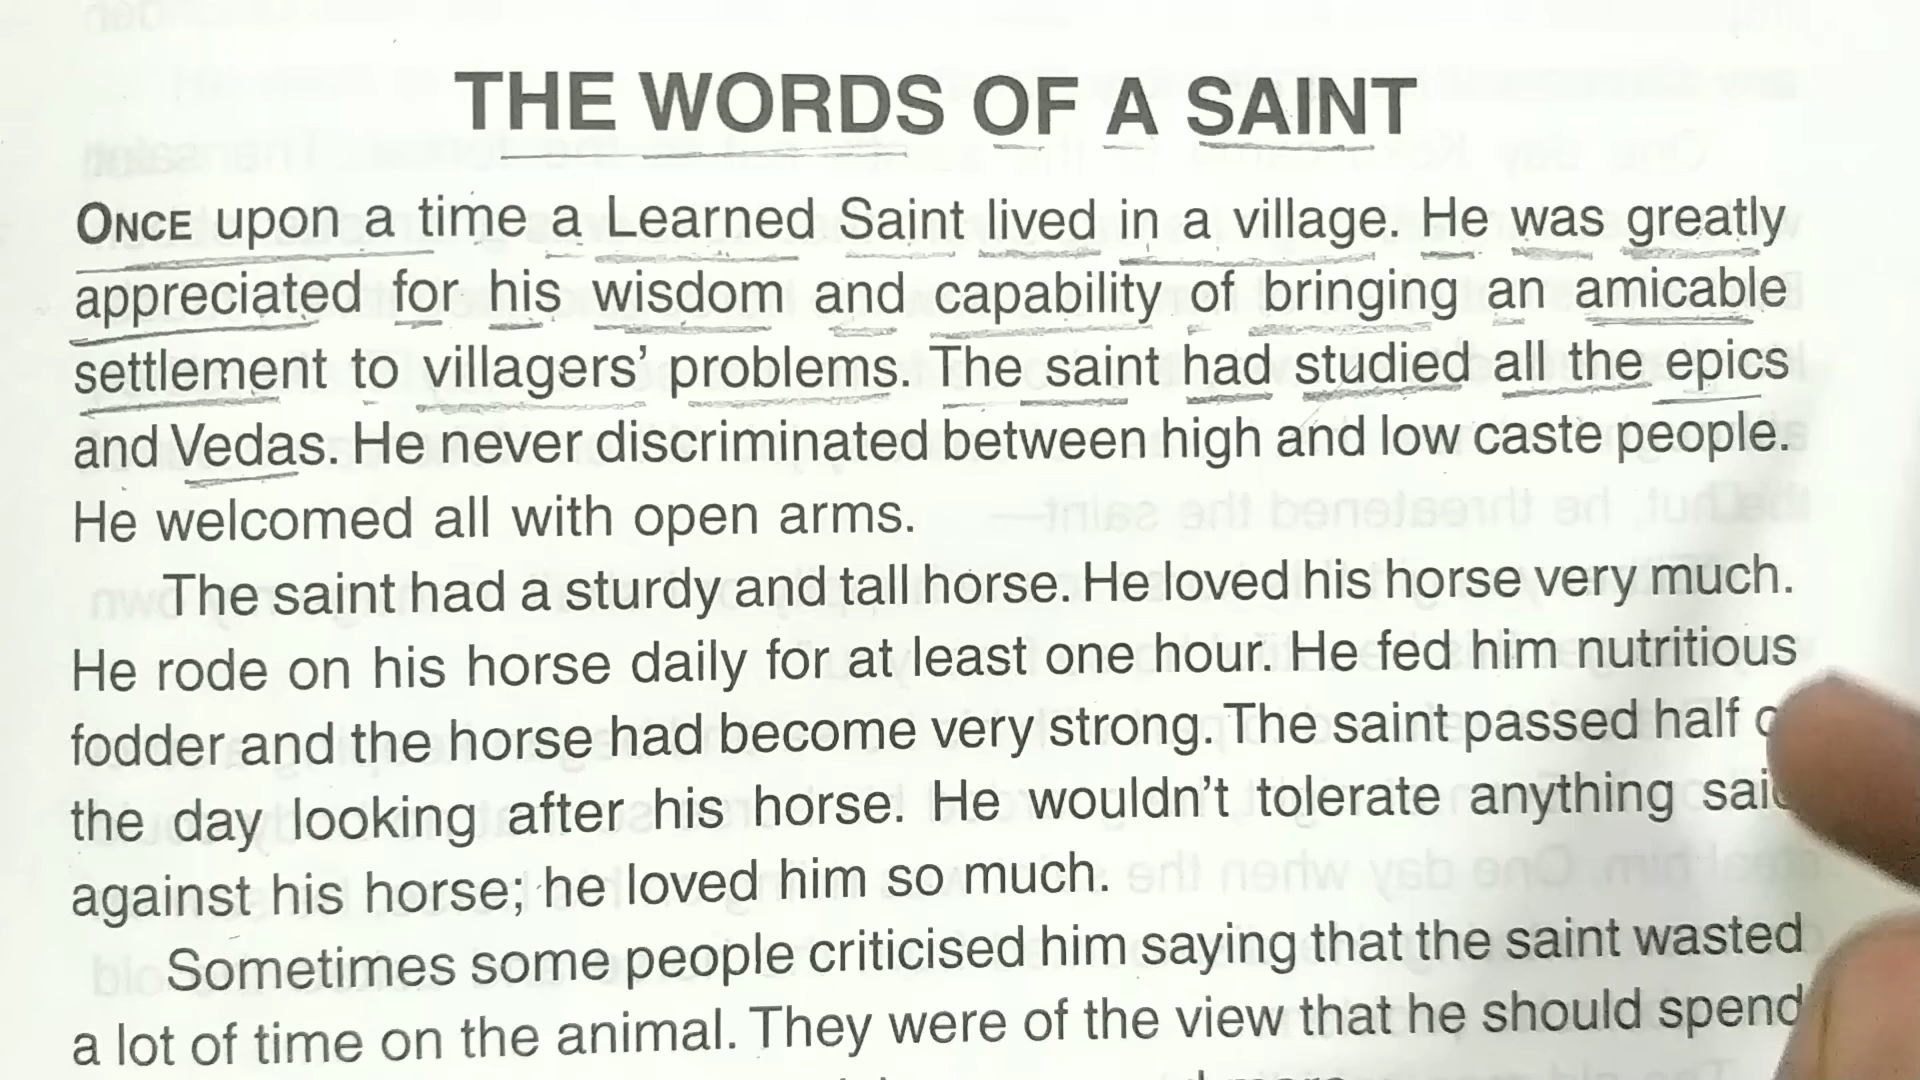 THE WORDS OF A SAINT
ONCE upon a time a Learned Saint lived in a village. He was greatly
appreciated for his wisdom and capability of bringing an amicable
settlement to villagers' problems. The saint had studied all the epics
and Vedas. He never discriminated between high and low caste people.
He welcomed all with open arms.
The saint had a sturdy and tall horse. He loved his horse very much.
He rode on his horse daily for at least one hour. He fed him nutritious
fodder and the horse had become very strong. The saint passed half
the day looking after his horse. He wouldn't tolerate anything
against his horse; he loved him so much.
Sometimes some people criticised him saying that the saint wasted
a lot of time on the animal. They were of the view that he should spend